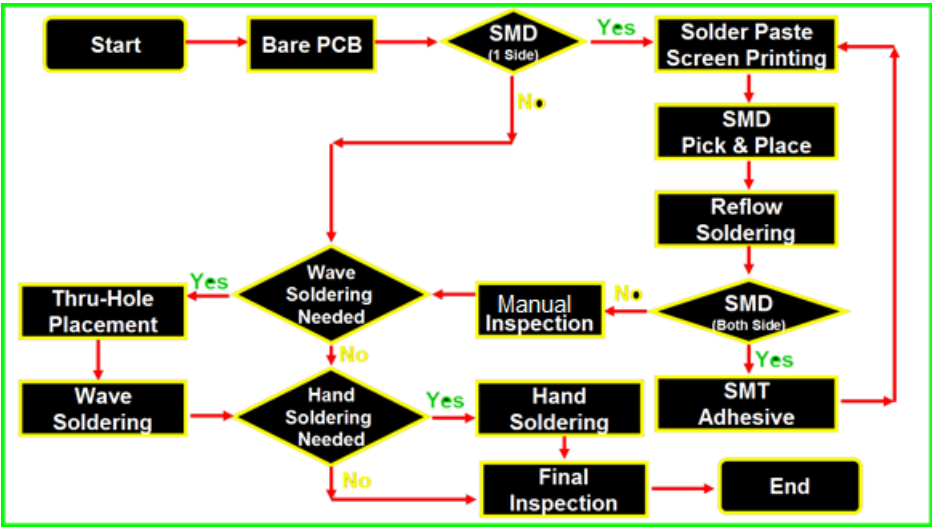 Start
Bare PCB
SMD
(1 Side)
Yes
Solder Paste
Screen Printing
No
SMD
Pick & Place
Reflow
Soldering
Wave
Soldering
Needed
Yes
Thru-Hole
Placement
Manual
Inspection
No
SMD
(Both Side)
Yes
No
Wave
Soldering
Hand
Soldering
Needed
Yes
Hand
Soldering
SMT
Adhesive
No
Final
Inspection
End